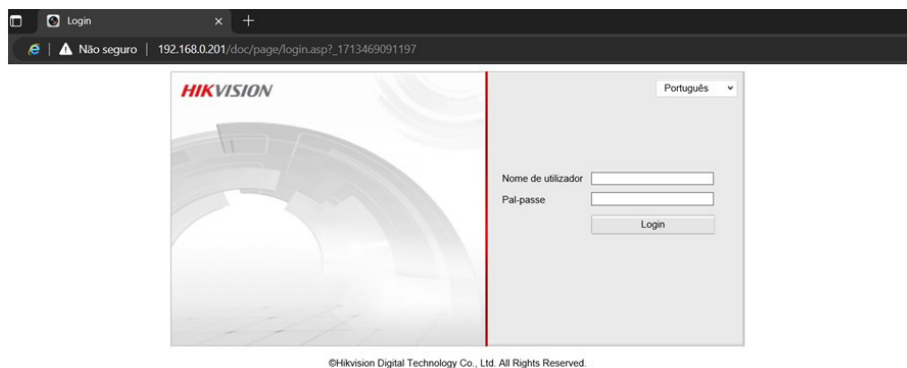 Login
Não seguro 192.168.0.201/doc/page/login.asp?_1713469091197
HIKVISION
Português
Nome de utilizador
Pal-passe
Login
©Hikvision Digital Technology Co., Ltd. All Rights Reserved.